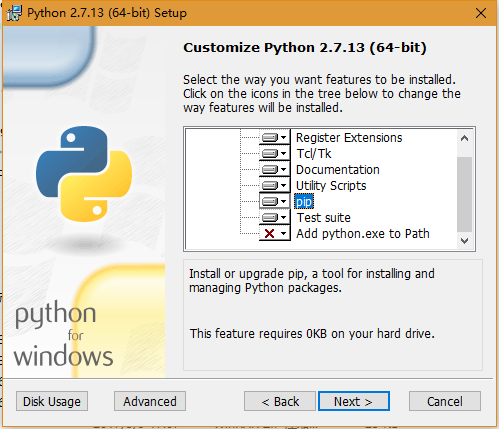 Python 2.7.13 (64-bit) Setup
Customize Python 2.7.13 (64-bit)
Select the way you want features to be installed.
Click on the icons in the tree below to change the
way features will be installed.
Register Extensions
Tcl/Tk
Documentation
Utility Scripts
pip
Test suite
Add python.exe to Path
Install or upgrade pip, a tool for installing and
managing Python packages.
This feature requires 0KB on your hard drive.
python
for
windows
Disk Usage
Advanced
< Back
Next >
Cancel